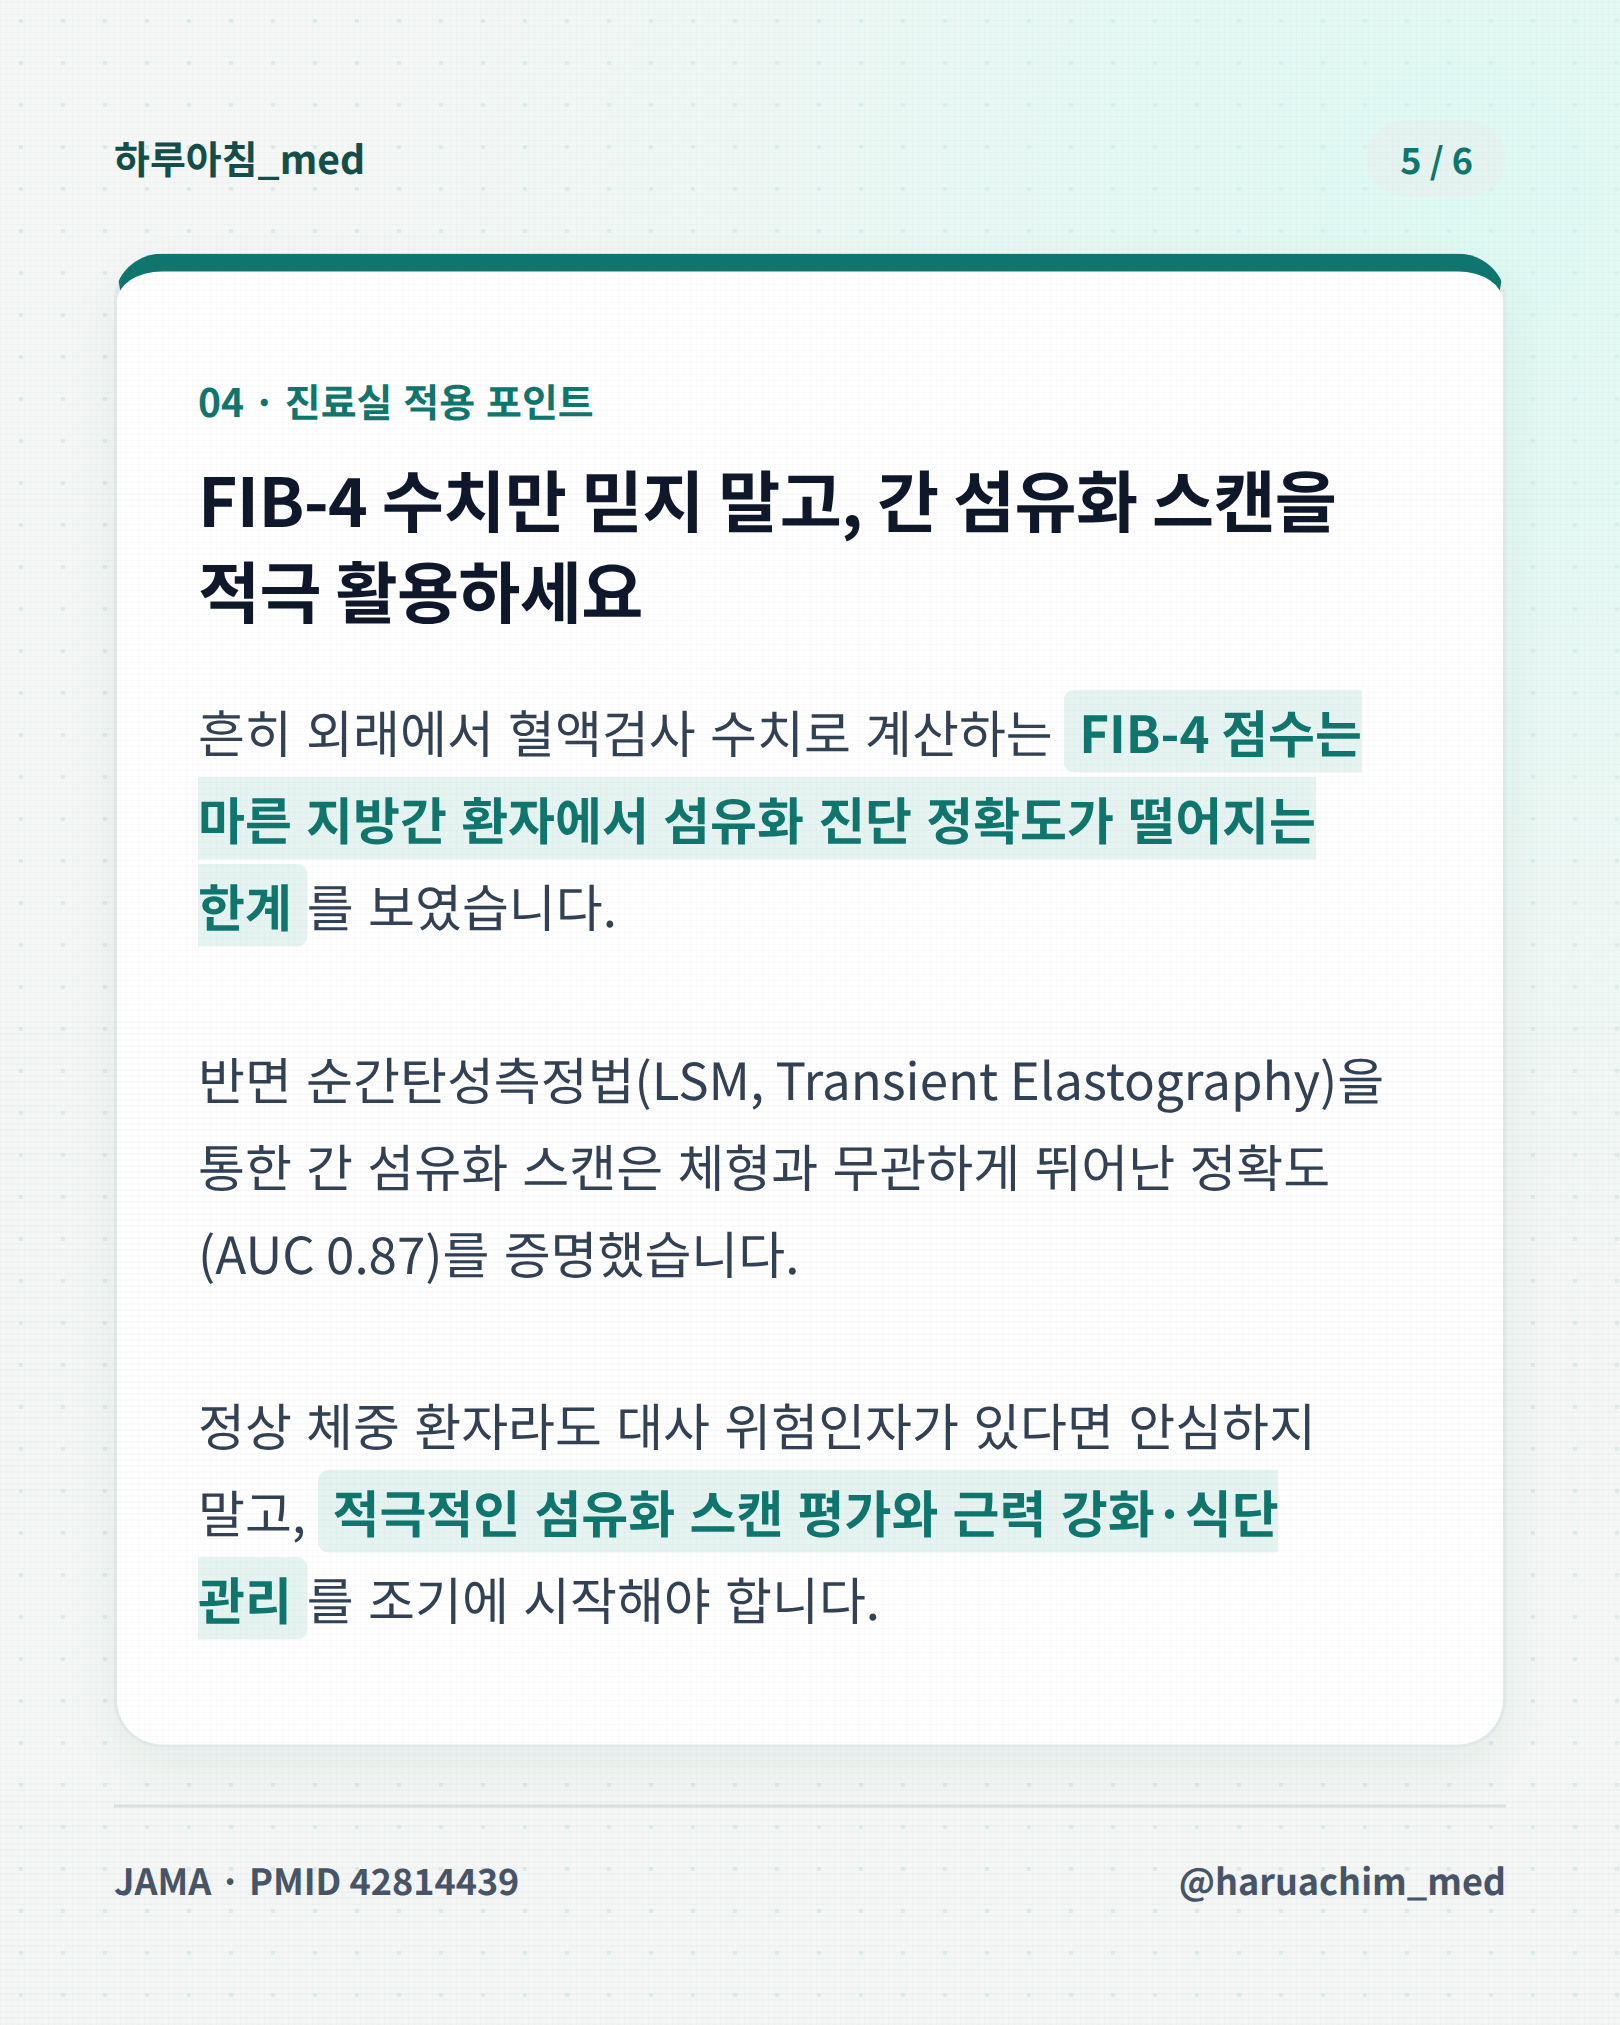 하루아침_med
5 / 6
04 · 진료실 적용 포인트
FIB-4 수치만 믿지 말고, 간 섬유화 스캔을
적극 활용하세요
흔히 외래에서 혈액검사 수치로 계산하는 FIB-4 점수는
마른 지방간 환자에서 섬유화 진단 정확도가 떨어지는
한계를 보였습니다.
반면 순간탄성측정법(LSM, Transient Elastography)을
통한 간 섬유화 스캔은 체형과 무관하게 뛰어난 정확도
(AUC 0.87)를 증명했습니다.
정상 체중 환자라도 대사 위험인자가 있다면 안심하지
말고, 적극적인 섬유화 스캔 평가와 근력 강화·식단
관리를 조기에 시작해야 합니다.
JAMA · PMID 42814439
@haruachim_med